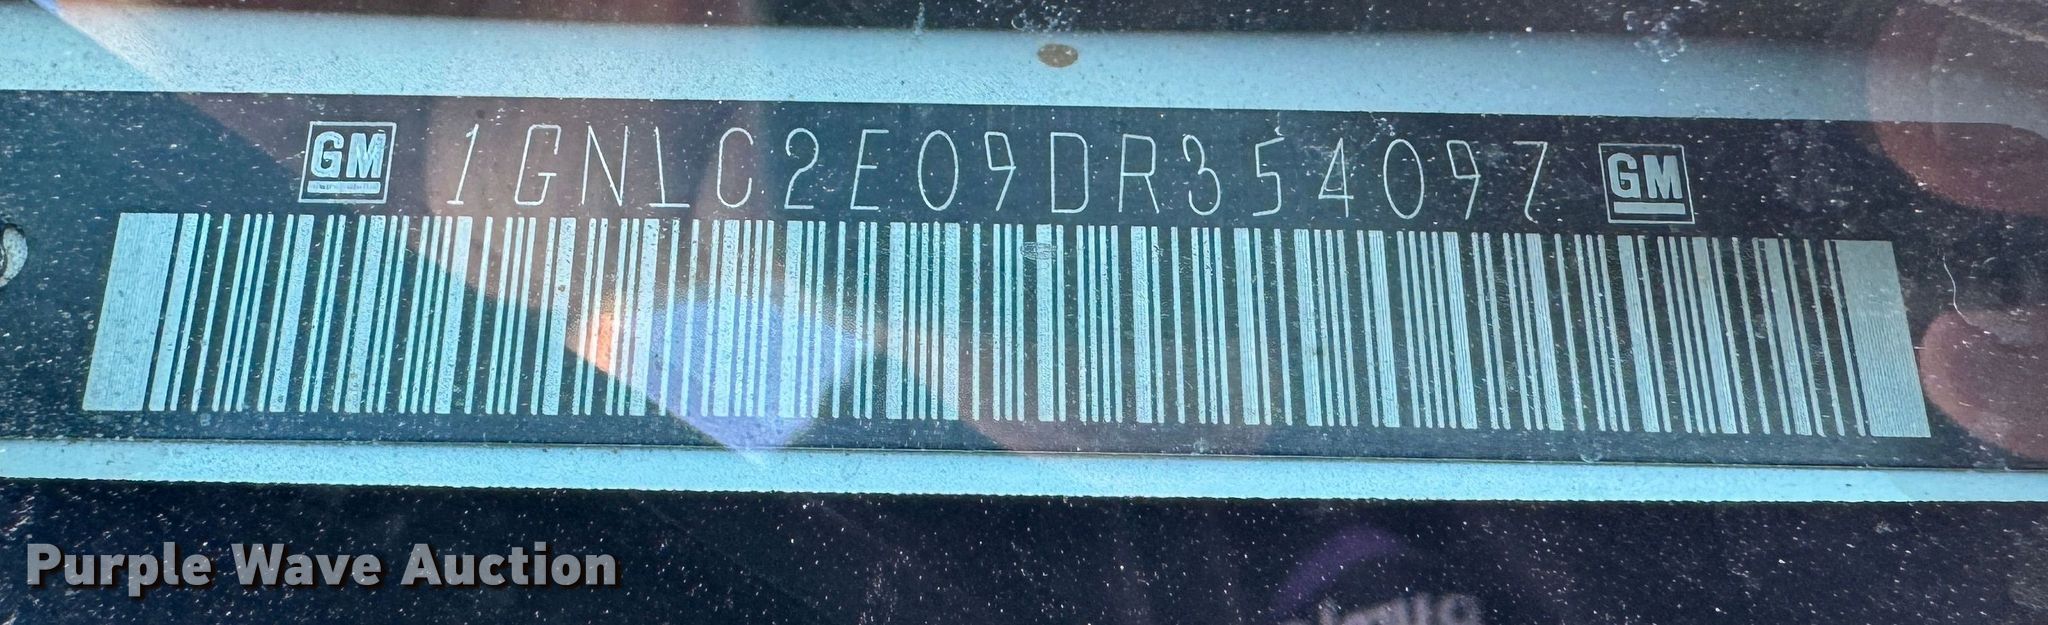 GM 1GNLC2E09DR354097 GM
Purple Wave Auction